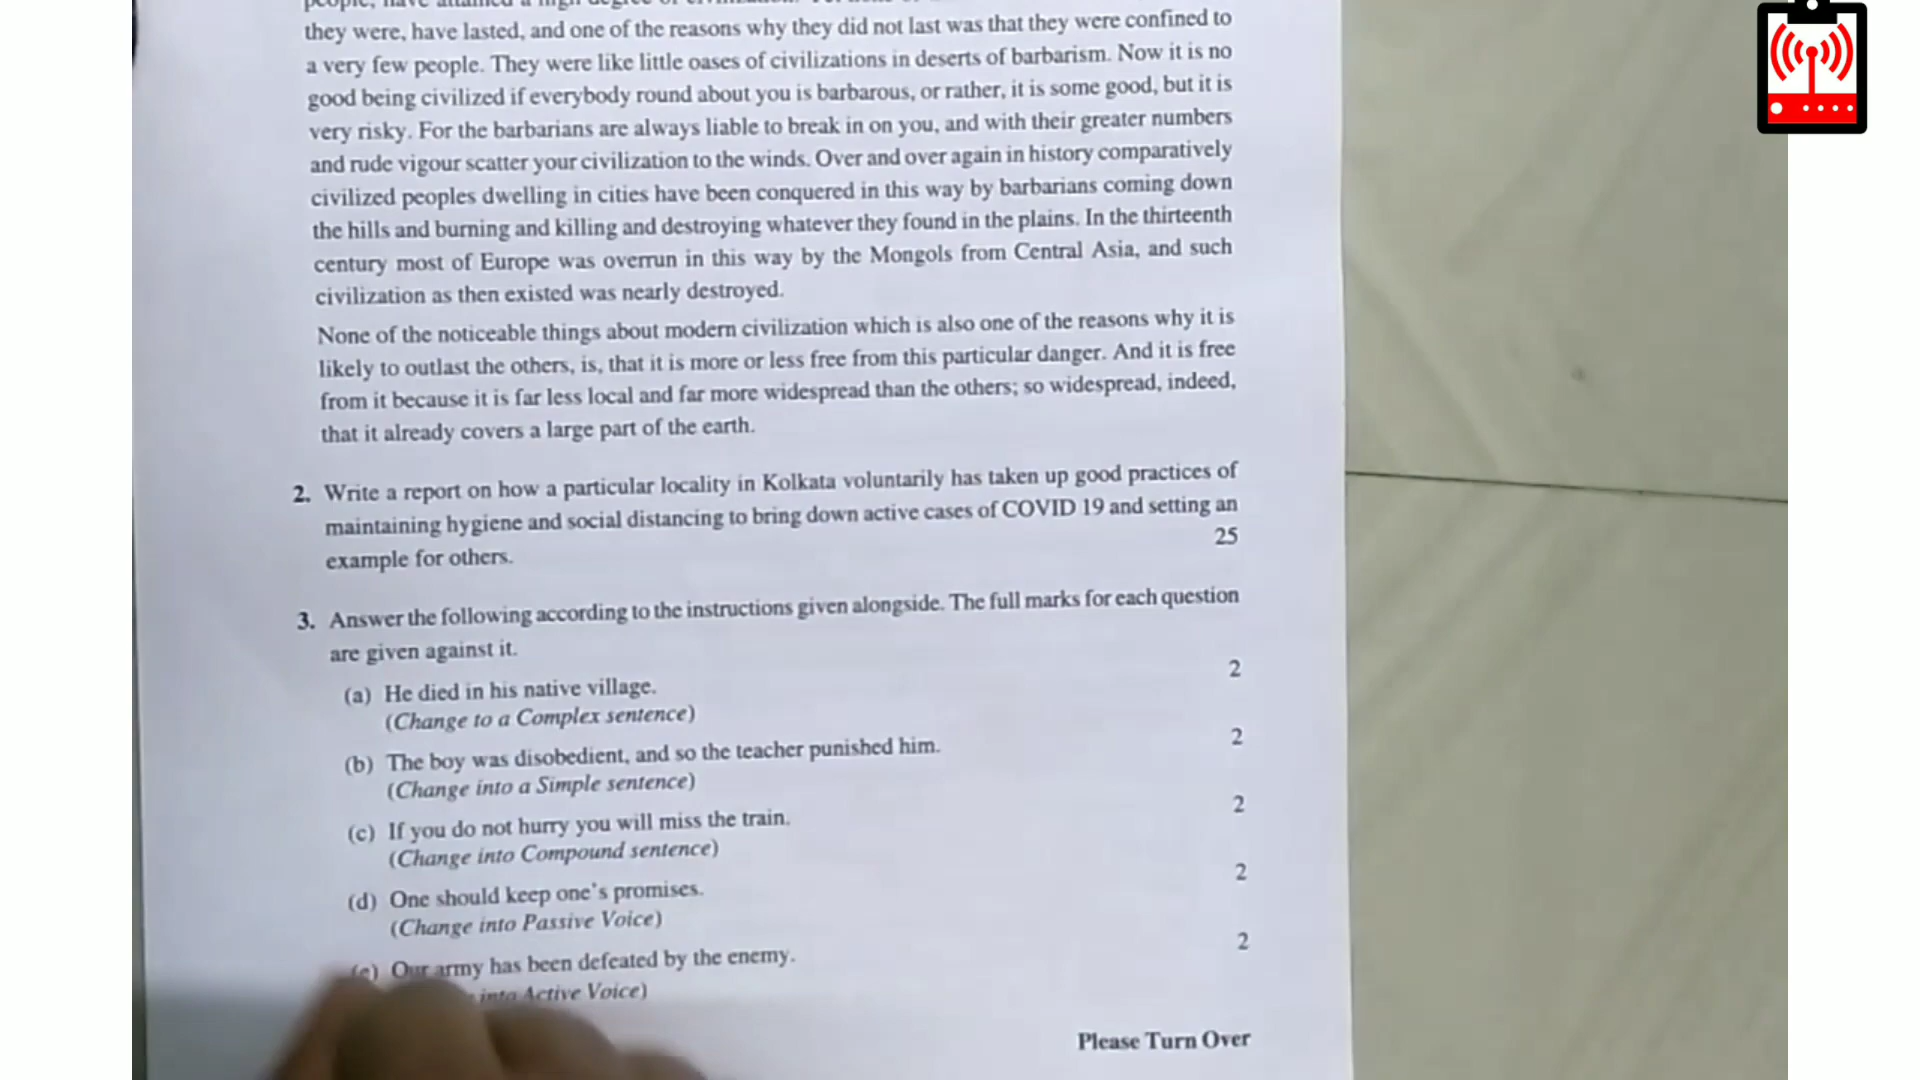 they were, have lasted, and one of the reasons why they did not last was that they were confined to
a very few people. They were like little oases of civilizations in deserts of barbarism. Now it is no
good being civilized if everybody round about you is barbarous, or rather, it is some good, but it is
very risky. For the barbarians are always liable to break in on you, and with their greater numbers
and rude vigour scatter your civilization to the winds. Over and over again in history comparatively
civilized peoples dwelling in cities have been conquered in this way by barbarians coming down
the hills and burning and killing and destroying whatever they found in the plains. In the thirteenth
century most of Europe was overrun in this way by the Mongols from Central Asia, and such
civilization as then existed was nearly destroyed.
None of the noticeable things about modern civilization which is also one of the reasons why it is
likely to outlast the others, is, that it is more or less free from this particular danger. And it is free
from it because it is far less local and far more widespread than the others; so widespread, indeed,
that it already covers a large part of the earth.
2. Write a report on how a particular locality in Kolkata voluntarily has taken up good practices of
maintaining hygiene and social distancing to bring down active cases of COVID 19 and setting an
example for others. 25
3. Answer the following according to the instructions given alongside. The full marks for each question
are given against it.
(a) He died in his native village. 2
(Change to a Complex sentence)
(b) The boy was disobedient, and so the teacher punished him. 2
(Change into a Simple sentence)
(c) If you do not hurry you will miss the train. 2
(Change into Compound sentence)
(d) One should keep one's promises. 2
(Change into Passive Voice)
(e) Our army has been defeated by the enemy. 2
into Active Voice)
Please Turn Over